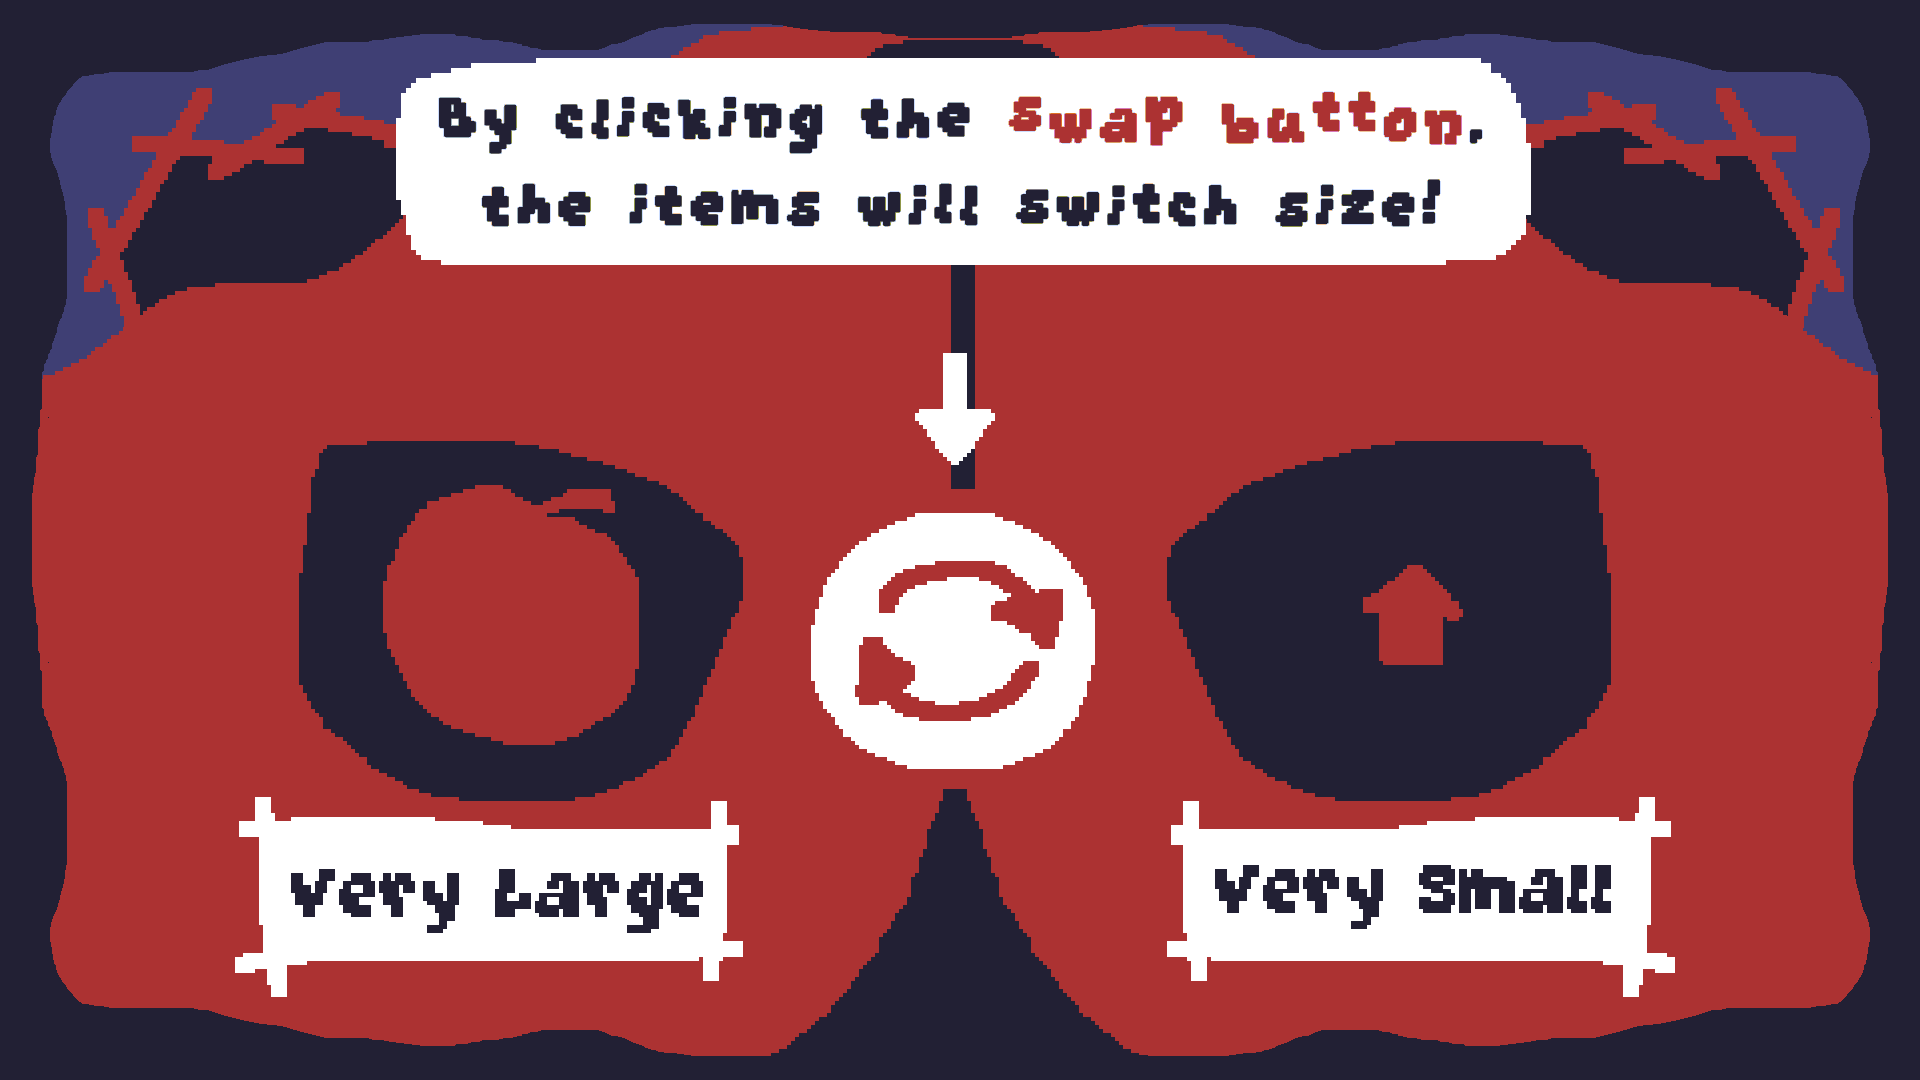 By clicking the swap button,
the items will switch size!
Very Large
Very Small